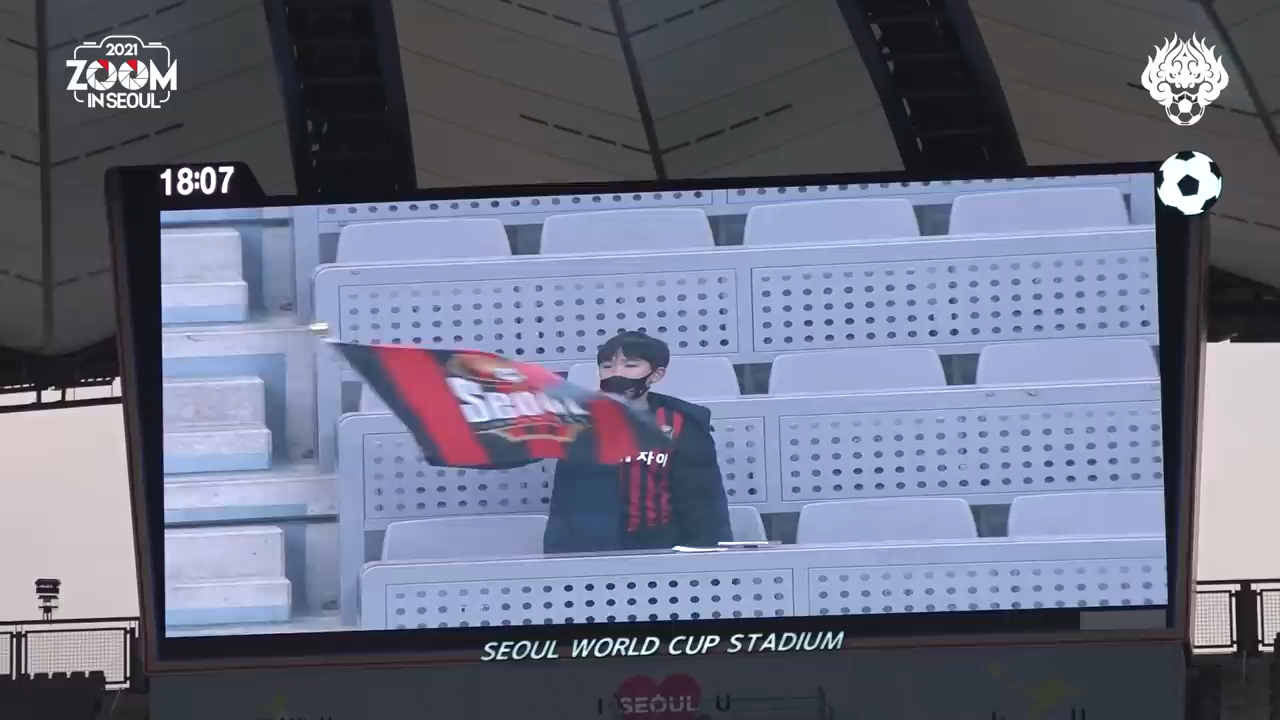 2021
ZOOM
IN SEOUL
18:07
Seoul
자이
SEOUL WORLD CUP STADIUM
I SEOUL U